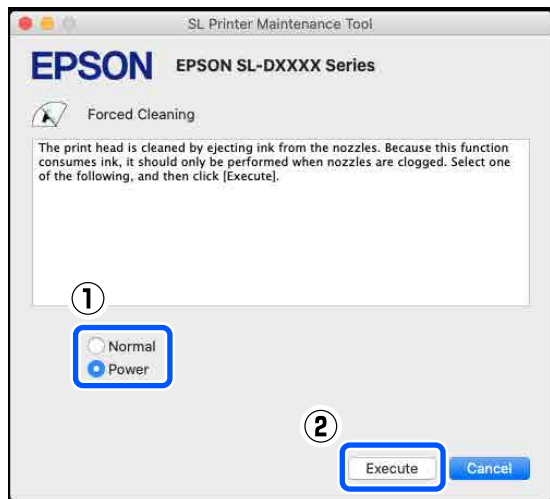 SL Printer Maintenance Tool
EPSON EPSON SL-DXXXX Series
Forced Cleaning
The print head is cleaned by ejecting ink from the nozzles. Because this function
consumes ink, it should only be performed when nozzles are clogged. Select one
of the following, and then click [Execute].
①
Normal
Power
②
Execute Cancel